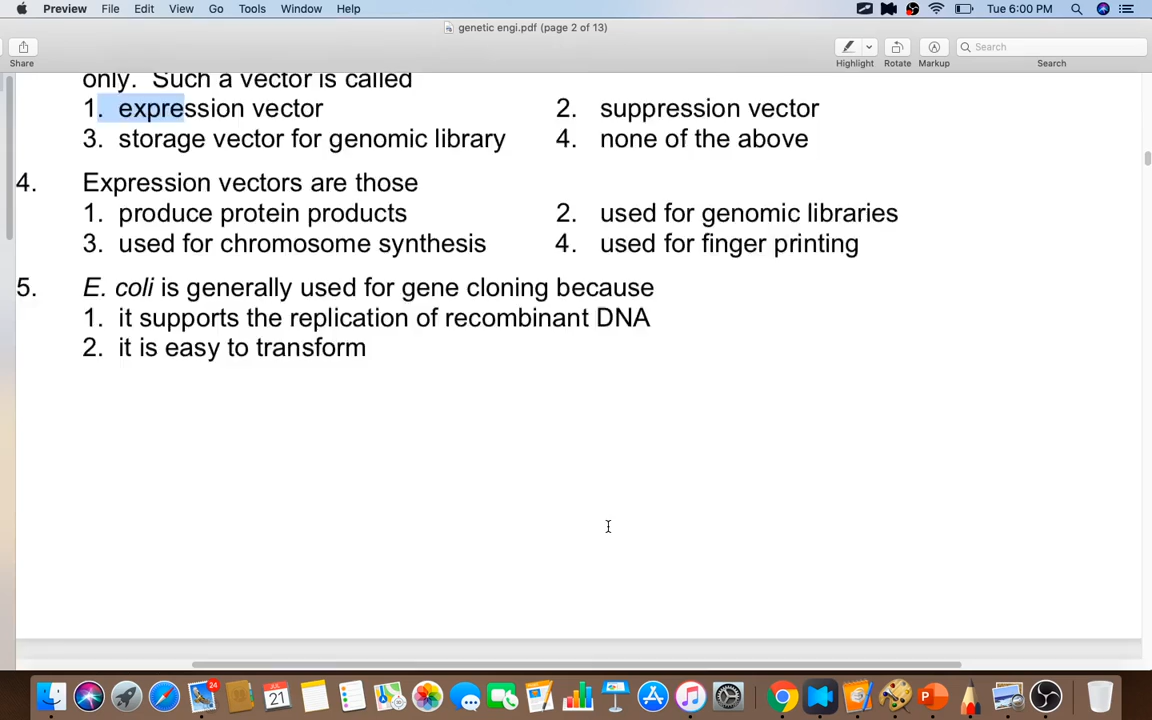 Preview File Edit View Go Tools Window Help Tue 6:00 PM
genetic engi.pdf (page 2 of 13)
Share Highlight Rotate Markup Search
Search
only. Such a vector is called
1. expression vector 2. suppression vector
3. storage vector for genomic library 4. none of the above
4. Expression vectors are those
1. produce protein products 2. used for genomic libraries
3. used for chromosome synthesis 4. used for finger printing
5. E. coli is generally used for gene cloning because
1. it supports the replication of recombinant DNA
2. it is easy to transform
24
JUL
21